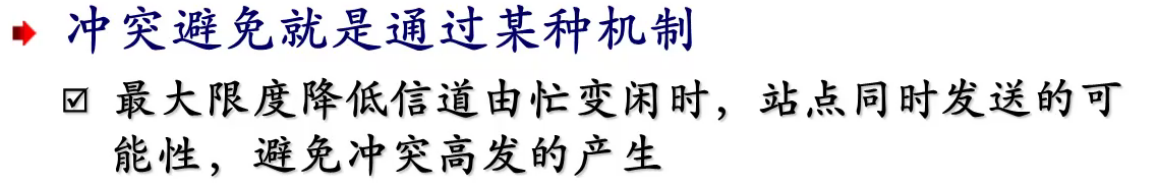 冲突避免就是通过某种机制
最大限度降低信道由忙变闲时，站点同时发送的可
能性，避免冲突高发的产生